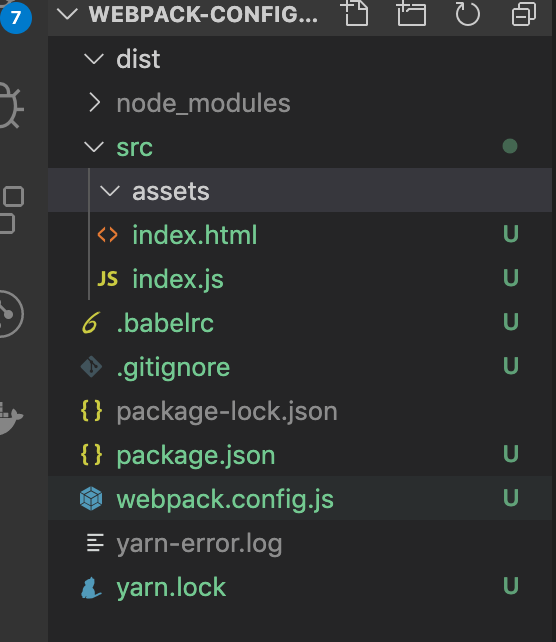 7
WEBPACK-CONFIG...
dist
node_modules
src
assets
index.html U
JS index.js U
.babelrc U
.gitignore U
{} package-lock.json
{} package.json U
webpack.config.js U
yarn-error.log
yarn.lock U